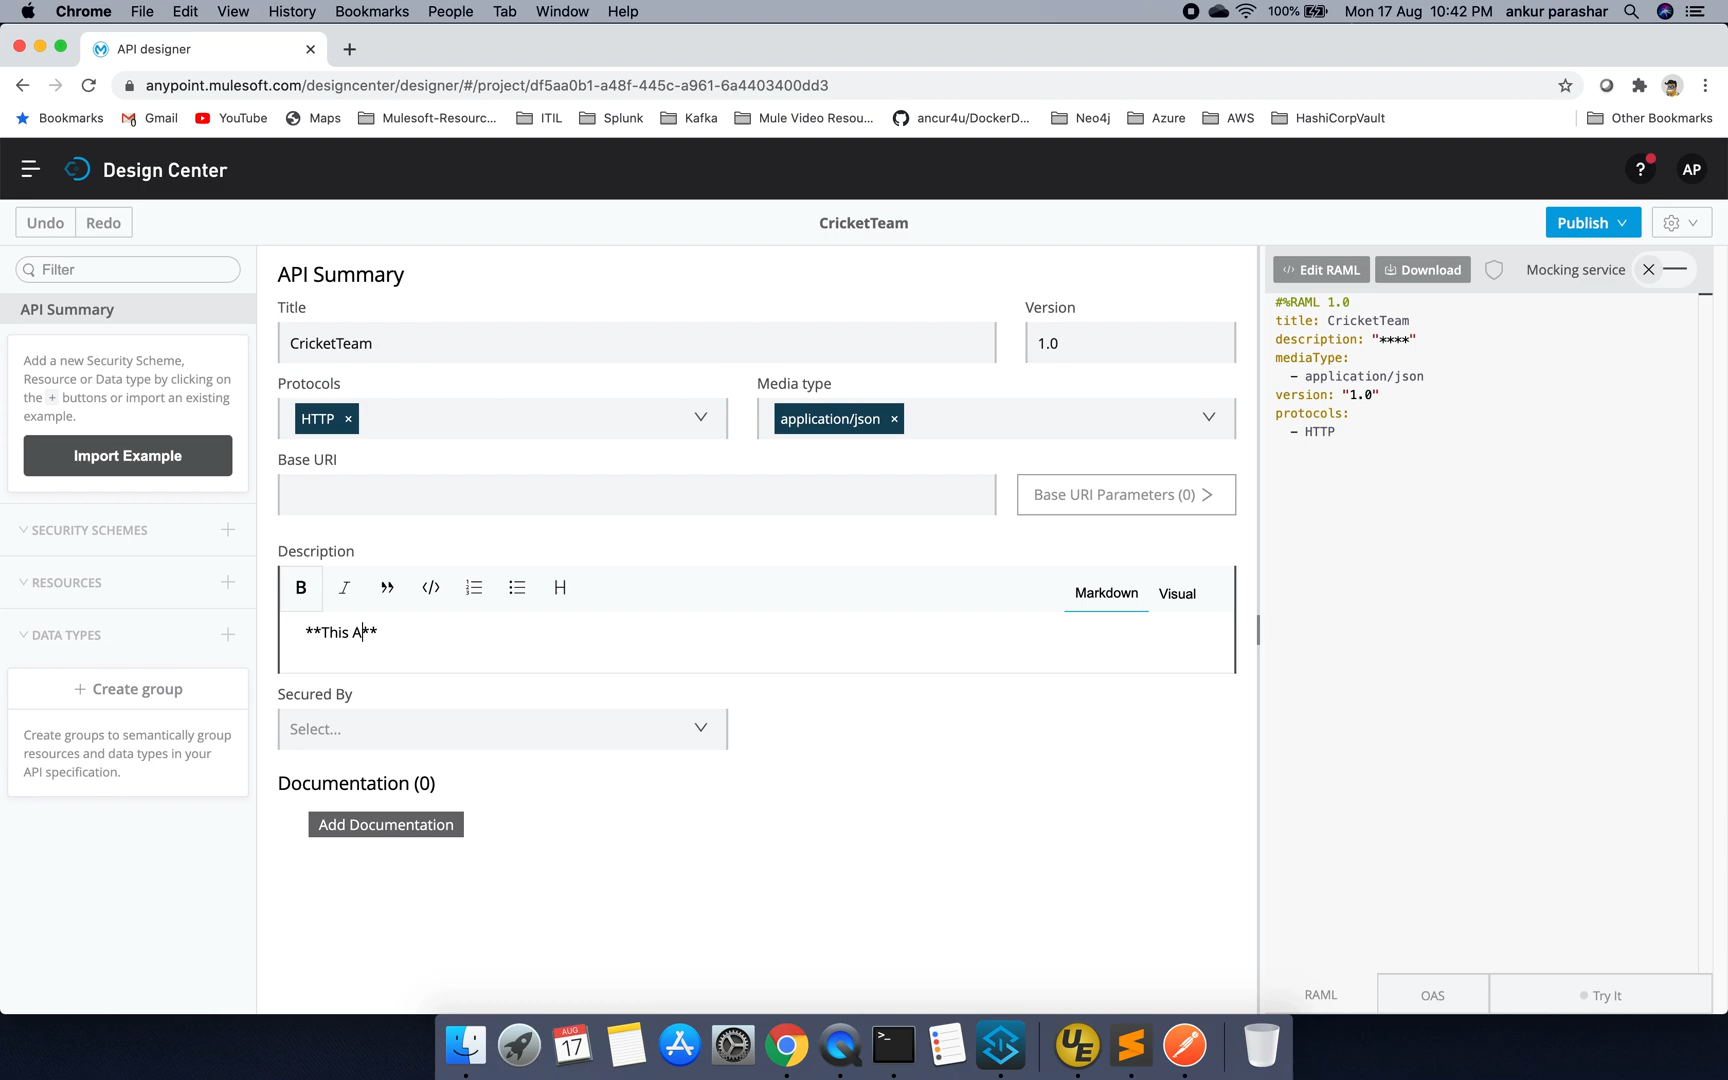 Chrome File Edit View History Bookmarks People Tab Window Help 100% Mon 17 Aug 10:42 PM ankur parashar
API designer
anypoint.mulesoft.com/designcenter/designer/#/project/df5aa0b1-a48f-445c-a961-6a4403400dd3
Bookmarks Gmail YouTube Maps Mulesoft-Resourc... ITIL Splunk Kafka Mule Video Resou... ancur4u/DockerD... Neo4j Azure AWS HashiCorpVault Other Bookmarks
Design Center ? AP
Undo Redo CricketTeam Publish
Filter
API Summary
Add a new Security Scheme,
Resource or Data type by clicking on
the + buttons or import an existing
example.
Import Example
SECURITY SCHEMES
RESOURCES
DATA TYPES
+ Create group
Create groups to semantically group
resources and data types in your
API specification.
API Summary
Title Version
CricketTeam 1.0
Protocols Media type
HTTP × application/json ×
Base URI
Base URI Parameters (0) >
Description
B I H Markdown Visual
**This A**
Secured By
Select...
Documentation (0)
Add Documentation
Edit RAML Download Mocking service
#%RAML 1.0
title: CricketTeam
description: "****"
mediaType:
- application/json
version: "1.0"
protocols:
- HTTP
RAML OAS Try It
AUG
17
UE